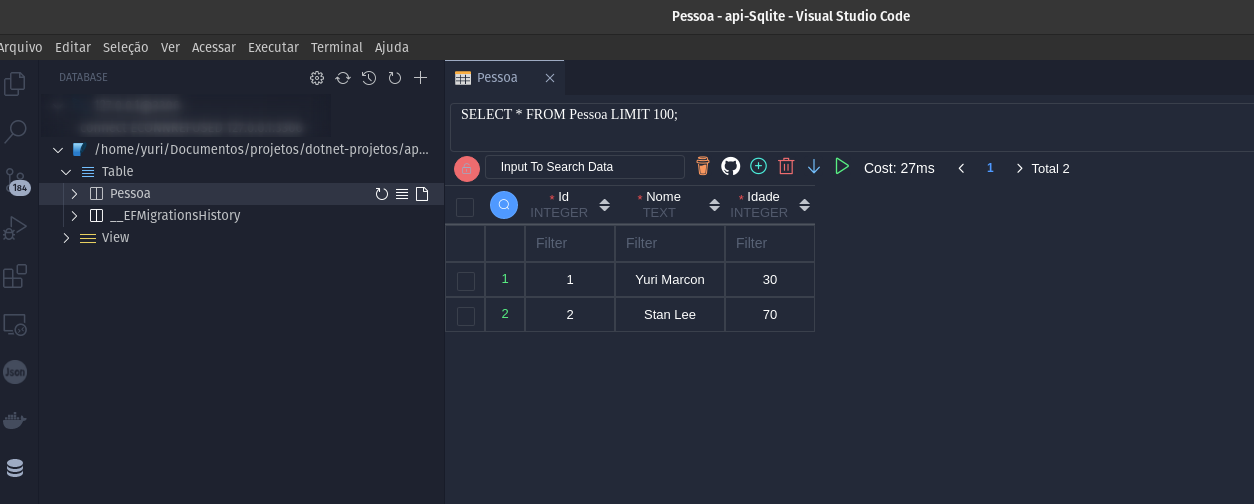 Pessoa - api-Sqlite - Visual Studio Code
Arquivo Editar Seleção Ver Acessar Executar Terminal Ajuda
DATABASE
/home/yuri/Documentos/projetos/dotnet-projetos/ap...
Table
Pessoa
__EFMigrationsHistory
View
184
Json
Pessoa
SELECT * FROM Pessoa LIMIT 100;
Input To Search Data Cost: 27ms 1 Total 2
* Id * Nome * Idade
INTEGER TEXT INTEGER
Filter Filter Filter
1 1 Yuri Marcon 30
2 2 Stan Lee 70